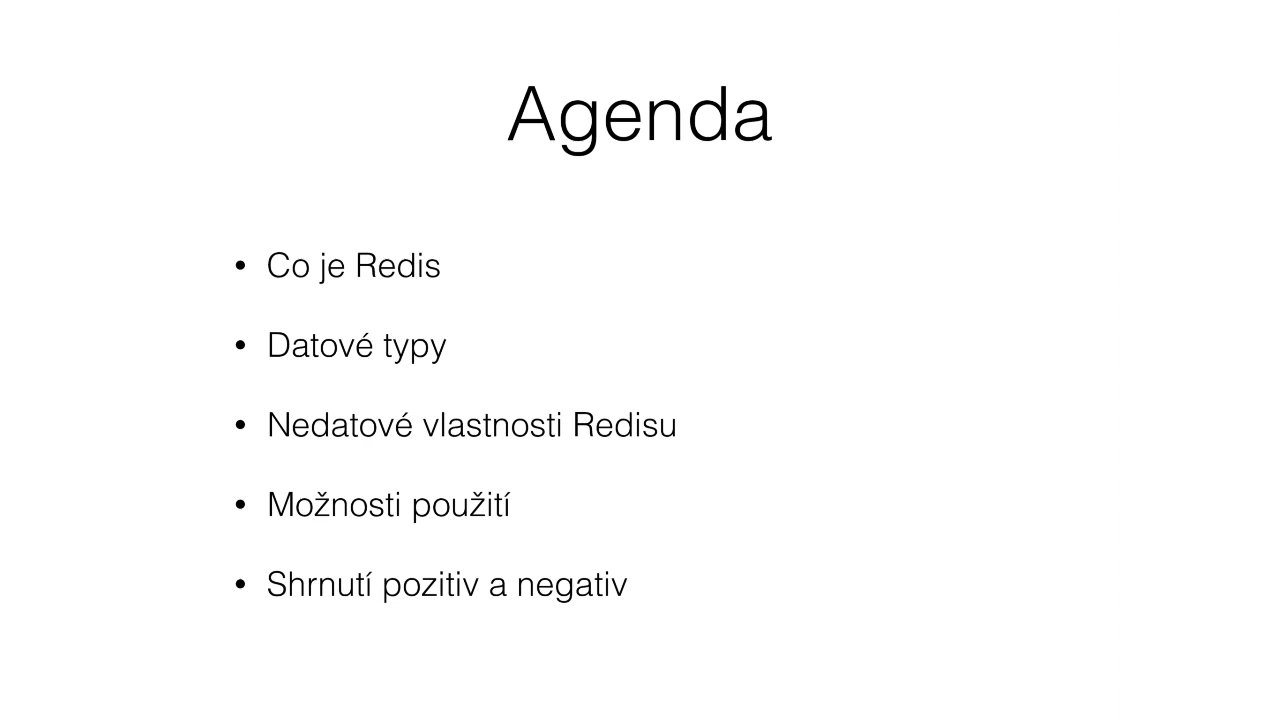 Agenda
• Co je Redis
• Datové typy
• Nedatové vlastnosti Redisu
• Možnosti použití
• Shrnutí pozitiv a negativ